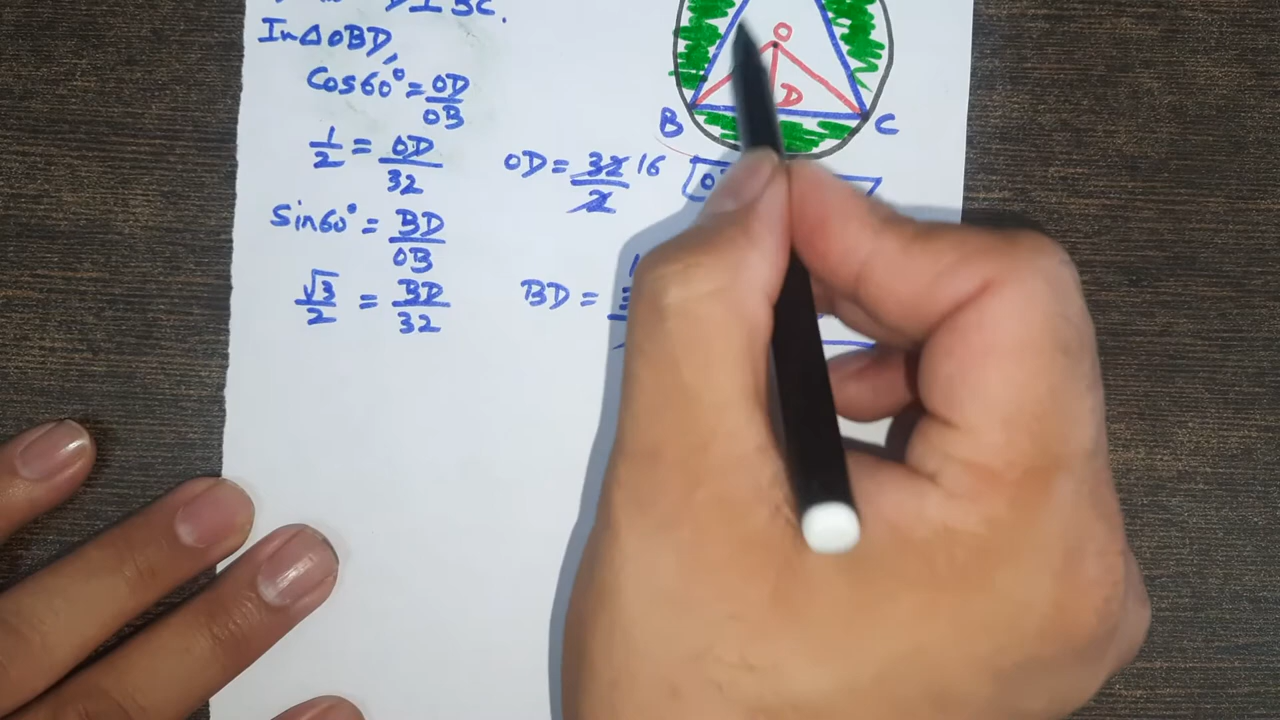 BC.
In △OBD,
Cos60° = OD/OB
1/2 = OD/32
OD = 32/2 16
Sin60° = BD/OB
√3/2 = BD/32
BD =
O
D
B
C